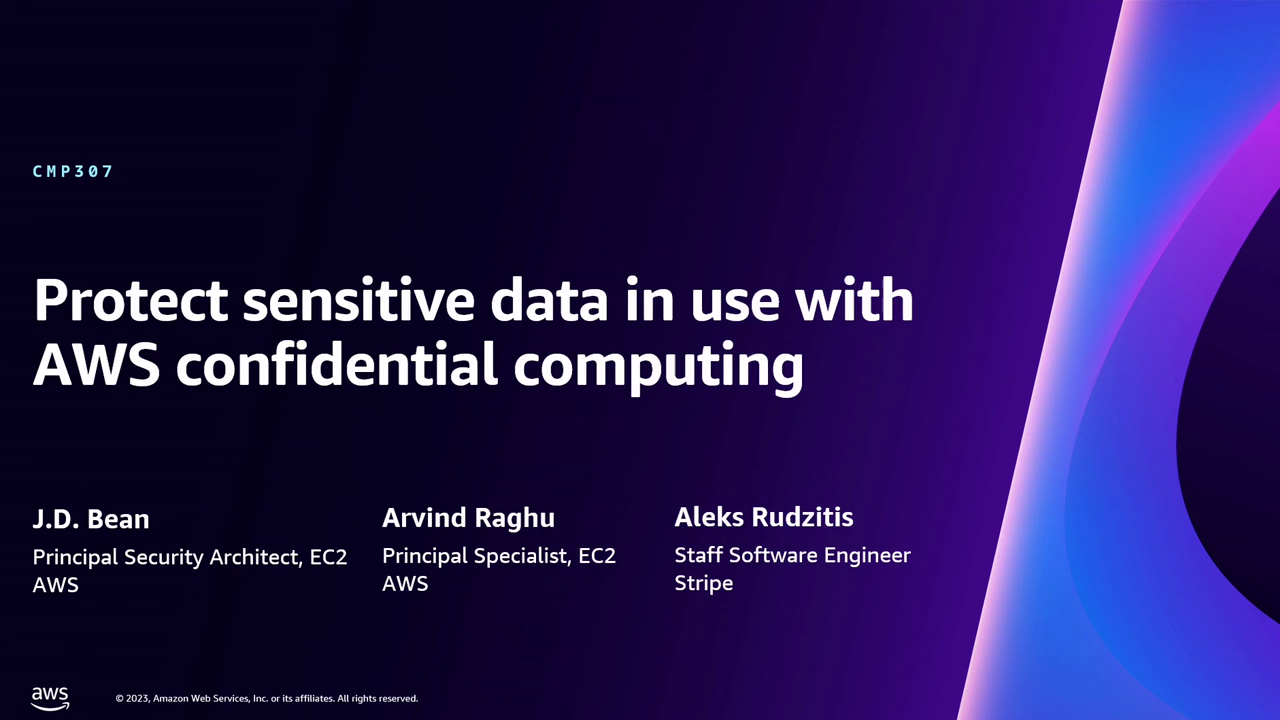 CMP307
Protect sensitive data in use with
AWS confidential computing
J.D. Bean
Principal Security Architect, EC2
AWS
Arvind Raghu
Principal Specialist, EC2
AWS
Aleks Rudzitis
Staff Software Engineer
Stripe
aws
© 2023, Amazon Web Services, Inc. or its affiliates. All rights reserved.